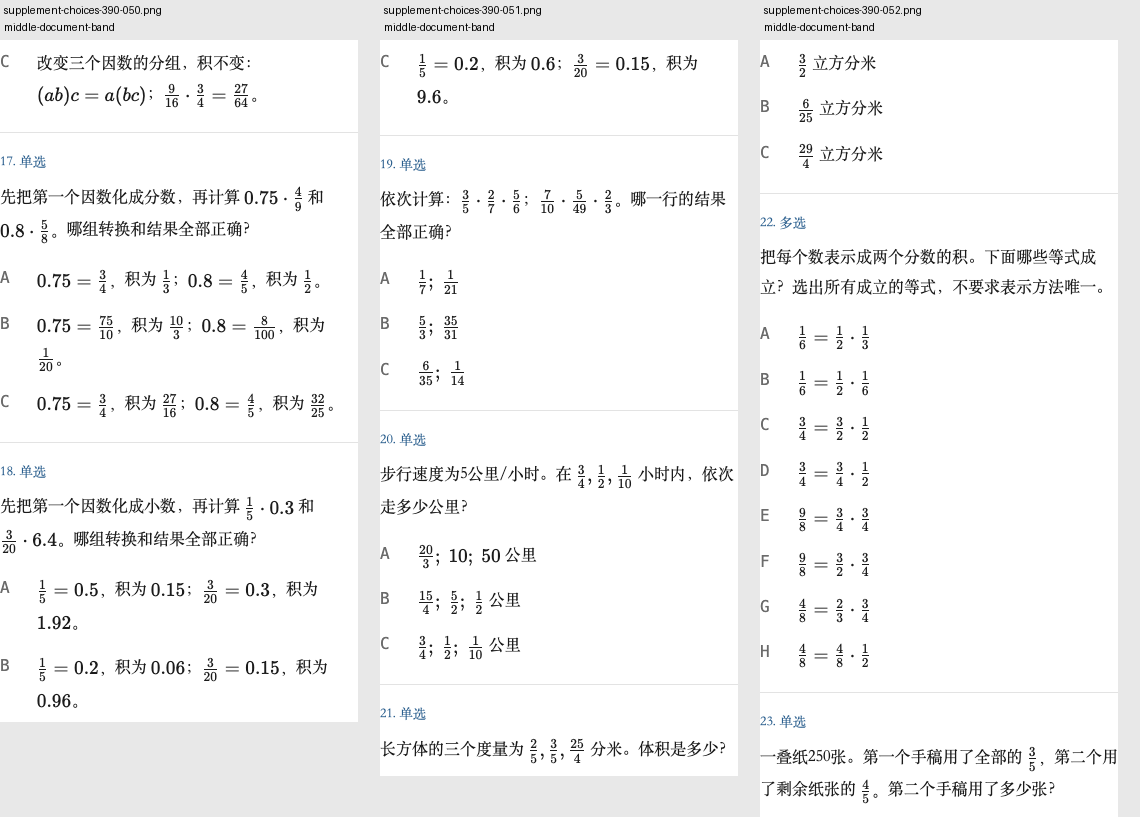 supplement-choices-390-050.png
middle-document-band
C 改变三个因数的分组，积不变：
(ab)c = a(bc)；9/16 · 3/4 = 27/64。
17. 单选
先把第一个因数化成分数，再计算 0.75 · 4/9 和
0.8 · 5/8。哪组转换和结果全部正确？
A 0.75 = 3/4，积为 1/3；0.8 = 4/5，积为 1/2。
B 0.75 = 75/10，积为 10/3；0.8 = 8/100，积为
1/20。
C 0.75 = 3/4，积为 27/16；0.8 = 4/5，积为 32/25。
18. 单选
先把第一个因数化成小数，再计算 1/5 · 0.3 和
3/20 · 6.4。哪组转换和结果全部正确？
A 1/5 = 0.5，积为 0.15；3/20 = 0.3，积为
1.92。
B 1/5 = 0.2，积为 0.06；3/20 = 0.15，积为
0.96。
supplement-choices-390-051.png
middle-document-band
C 1/5 = 0.2，积为 0.6；3/20 = 0.15，积为
9.6。
19. 单选
依次计算：3/5 · 2/7 · 5/6；7/10 · 5/49 · 2/3。哪一行的结果
全部正确？
A 1/7；1/21
B 5/3；35/31
C 6/35；1/14
20. 单选
步行速度为5公里/小时。在 3/4, 1/2, 1/10 小时内，依次
走多少公里？
A 20/3；10；50 公里
B 15/4；5/2；1/2 公里
C 3/4；1/2；1/10 公里
21. 单选
长方体的三个度量为 2/5, 3/5, 25/4 分米。体积是多少？
supplement-choices-390-052.png
middle-document-band
A 3/2 立方分米
B 6/25 立方分米
C 29/4 立方分米
22. 多选
把每个数表示成两个分数的积。下面哪些等式成
立？选出所有成立的等式，不要求表示方法唯一。
A 1/6 = 1/2 · 1/3
B 1/6 = 1/2 · 1/6
C 3/4 = 3/2 · 1/2
D 3/4 = 3/4 · 1/2
E 9/8 = 3/4 · 3/4
F 9/8 = 3/2 · 3/4
G 4/8 = 2/3 · 3/4
H 4/8 = 4/8 · 1/2
23. 单选
一叠纸250张。第一个手稿用了全部的 3/5，第二个用
了剩余纸张的 4/5。第二个手稿用了多少张？